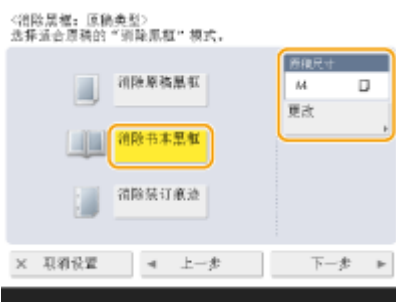 <消除黑框：原稿类型>
选择适合原稿的“消除黑框”模式。
消除原稿黑框
消除书本黑框
消除装订痕迹
原稿尺寸
A4
更改
取消设置
上一步
下一步